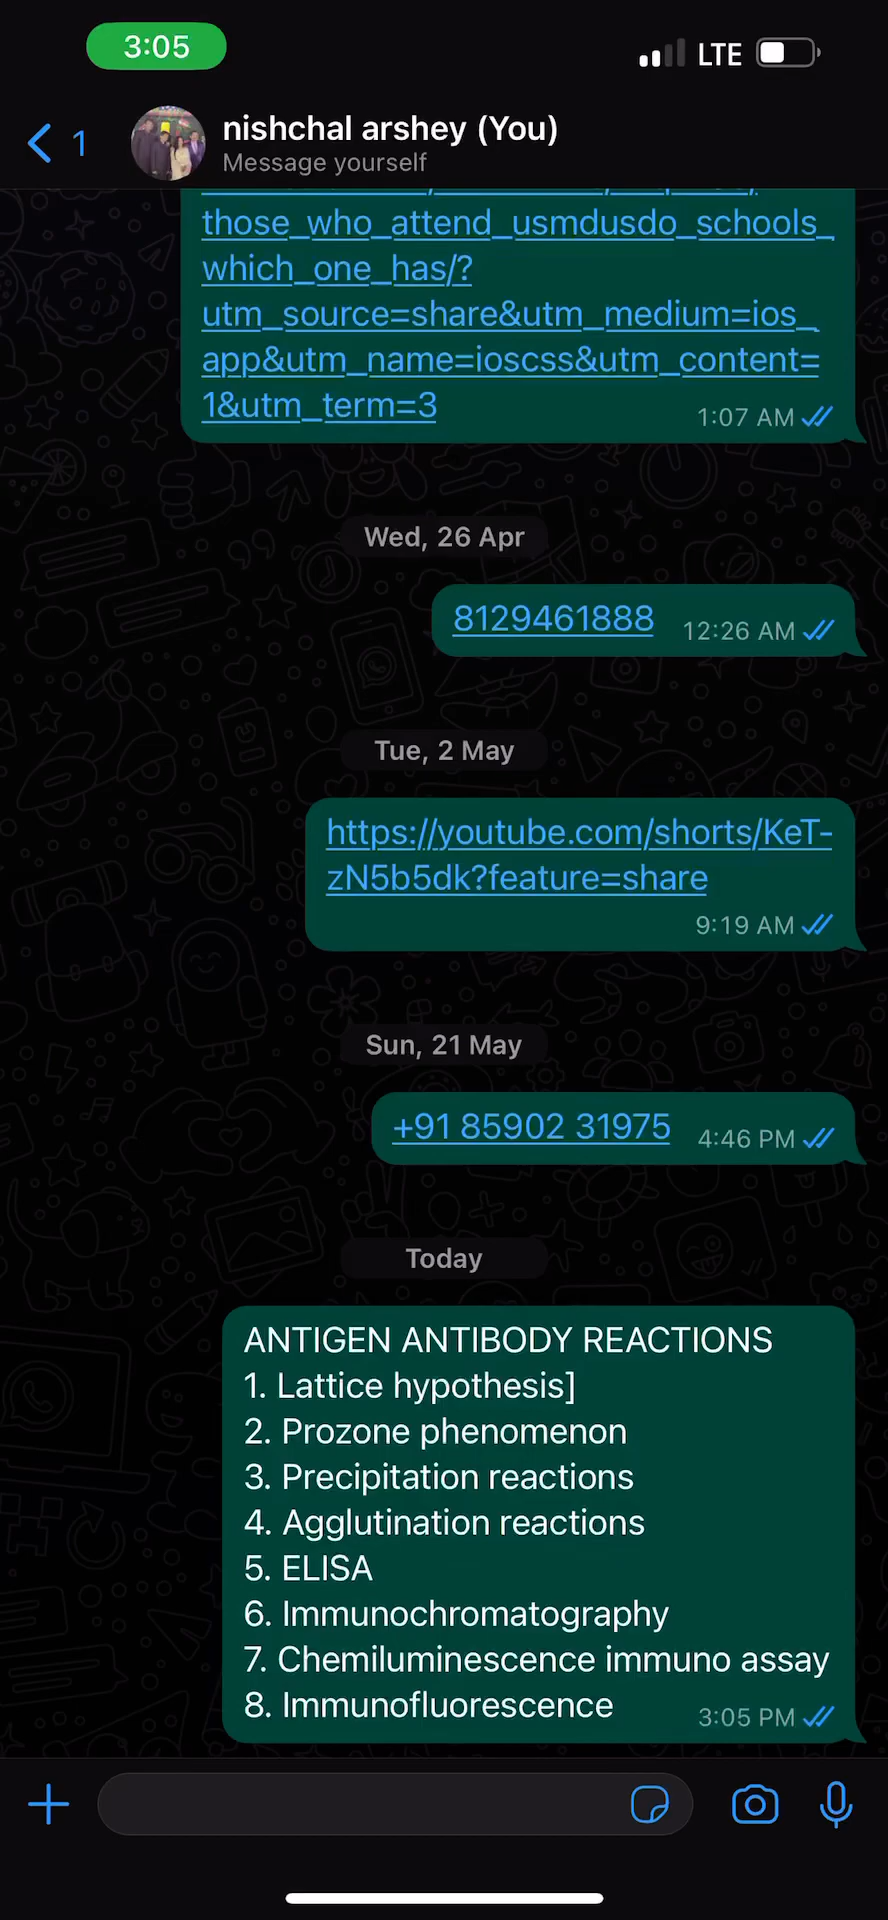 3:05
LTE
1
nishchal arshey (You)
Message yourself
those_who_attend_usmdusdo_schools_
which_one_has/?
utm_source=share&utm_medium=ios_
app&utm_name=ioscss&utm_content=
1&utm_term=3
1:07 AM
Wed, 26 Apr
8129461888
12:26 AM
Tue, 2 May
https://youtube.com/shorts/KeT-
zN5b5dk?feature=share
9:19 AM
Sun, 21 May
+91 85902 31975
4:46 PM
Today
ANTIGEN ANTIBODY REACTIONS
1. Lattice hypothesis]
2. Prozone phenomenon
3. Precipitation reactions
4. Agglutination reactions
5. ELISA
6. Immunochromatography
7. Chemiluminescence immuno assay
8. Immunofluorescence
3:05 PM